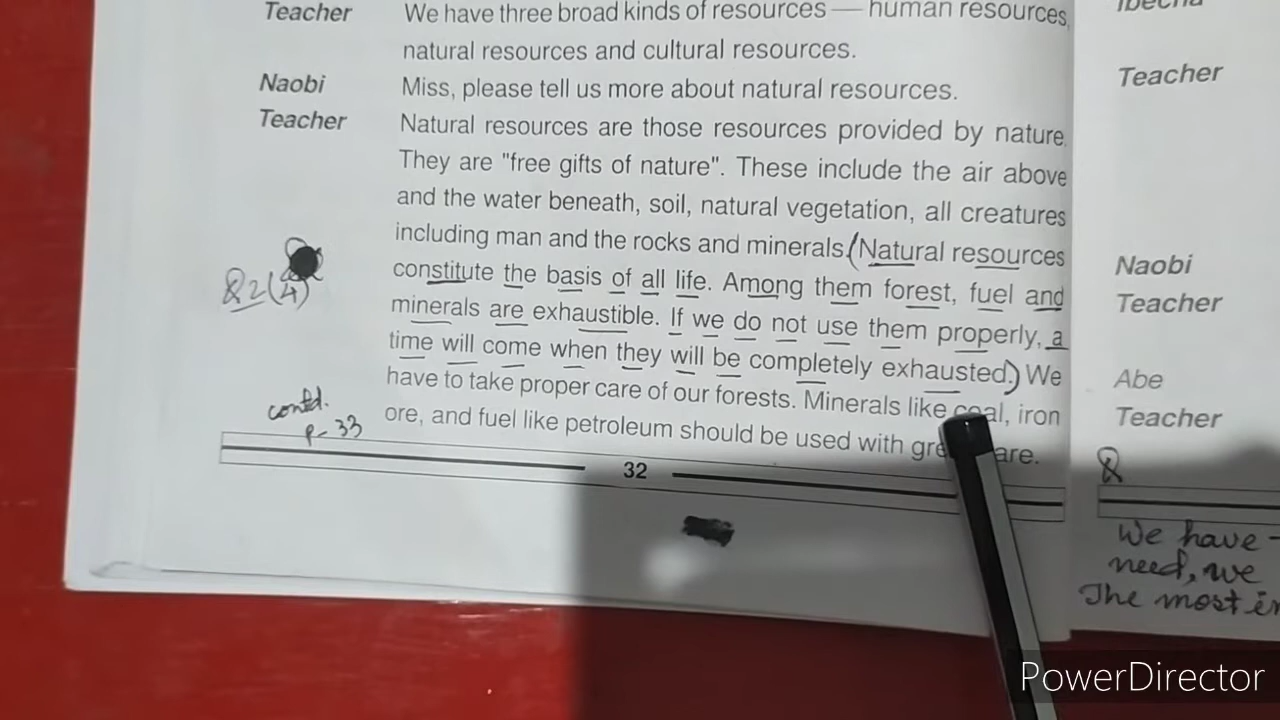 Teacher We have three broad kinds of resources — human resources,
natural resources and cultural resources.
Naobi Miss, please tell us more about natural resources.
Teacher Natural resources are those resources provided by nature.
They are "free gifts of nature". These include the air above
and the water beneath, soil, natural vegetation, all creatures
including man and the rocks and minerals. (Natural resources
constitute the basis of all life. Among them forest, fuel and
minerals are exhaustible. If we do not use them properly, a
time will come when they will be completely exhausted.) We
have to take proper care of our forests. Minerals like coal, iron
ore, and fuel like petroleum should be used with care.
Q2(4)
contd.
p-33
32
Teacher
Naobi
Teacher
Abe
Teacher
Q
We have
need, we
The most
PowerDirector